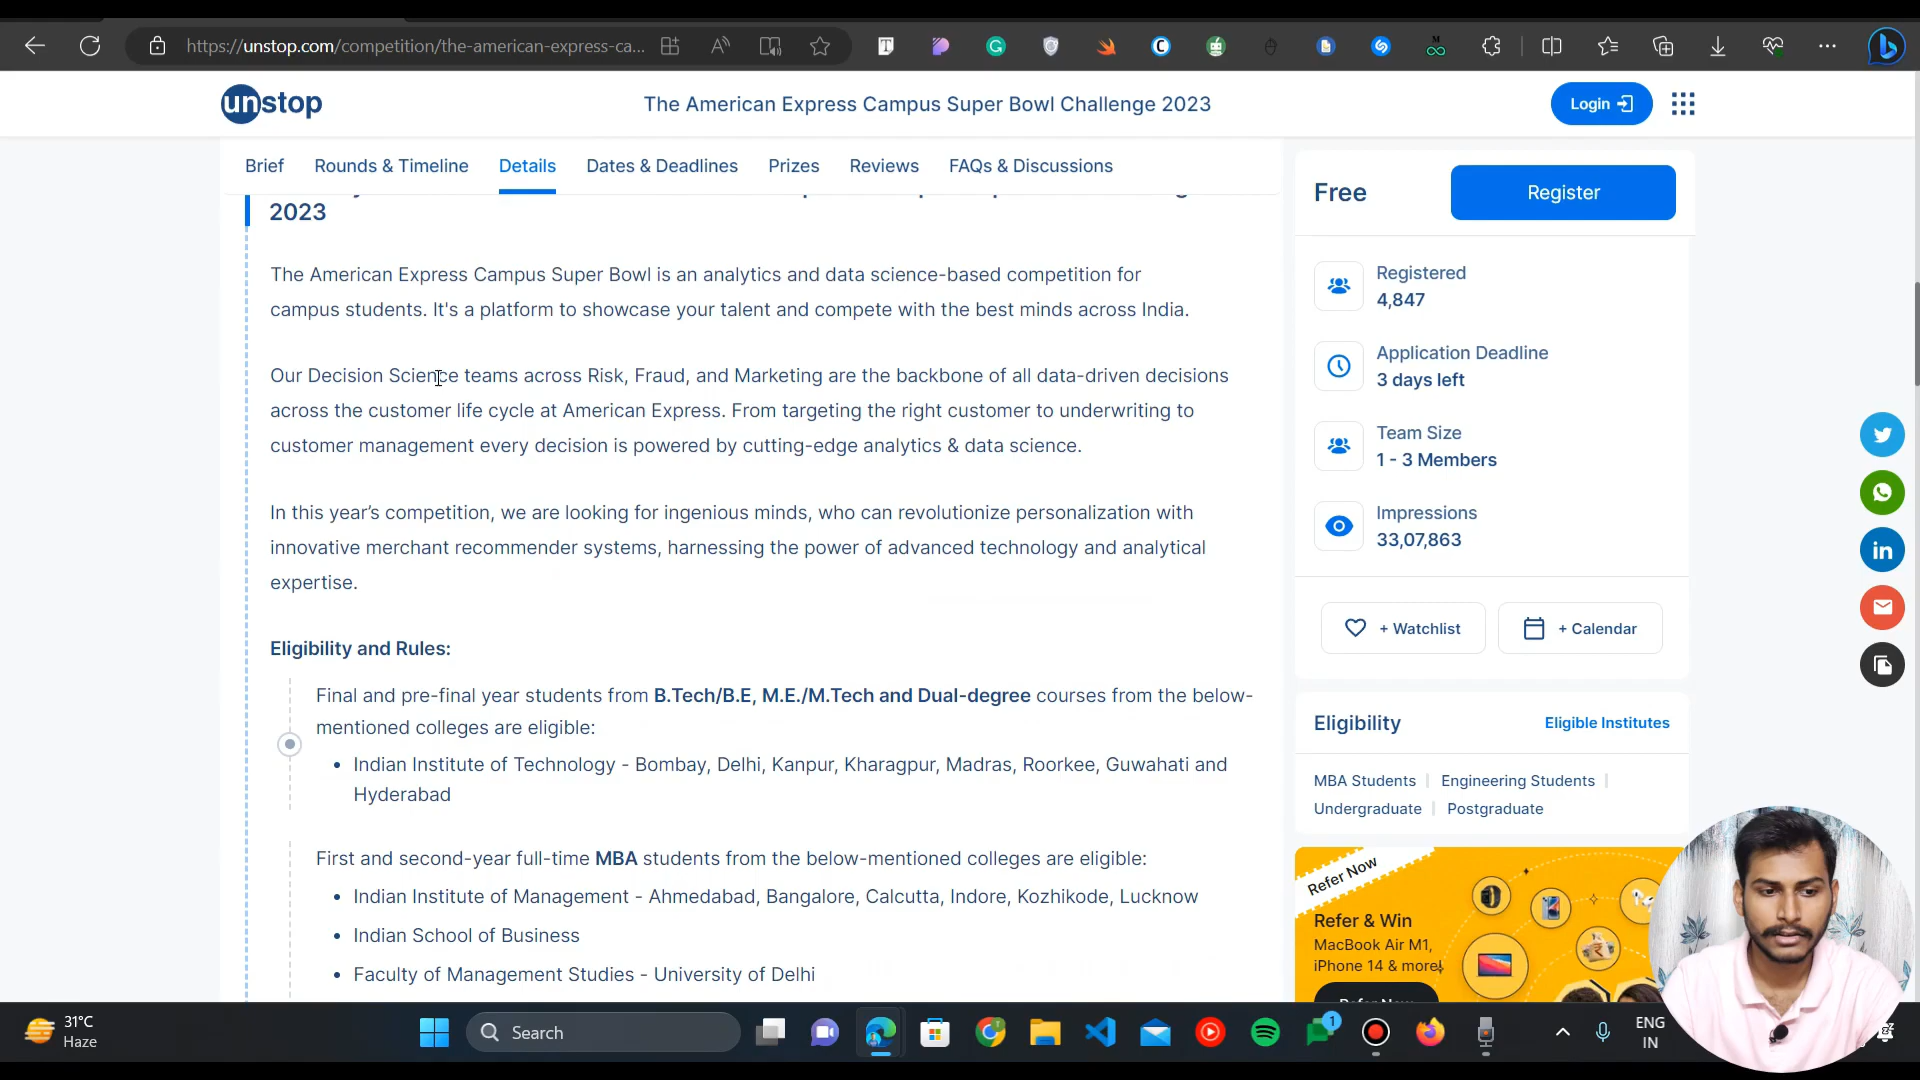 https://unstop.com/competition/the-american-express-ca...
unstop
The American Express Campus Super Bowl Challenge 2023
Login
Brief
Rounds & Timeline
Details
Dates & Deadlines
Prizes
Reviews
FAQs & Discussions
2023
The American Express Campus Super Bowl is an analytics and data science-based competition for
campus students. It's a platform to showcase your talent and compete with the best minds across India.
Our Decision Science teams across Risk, Fraud, and Marketing are the backbone of all data-driven decisions
across the customer life cycle at American Express. From targeting the right customer to underwriting to
customer management every decision is powered by cutting-edge analytics & data science.
In this year's competition, we are looking for ingenious minds, who can revolutionize personalization with
innovative merchant recommender systems, harnessing the power of advanced technology and analytical
expertise.
Eligibility and Rules:
Final and pre-final year students from B.Tech/B.E, M.E./M.Tech and Dual-degree courses from the below-
mentioned colleges are eligible:
• Indian Institute of Technology - Bombay, Delhi, Kanpur, Kharagpur, Madras, Roorkee, Guwahati and
Hyderabad
First and second-year full-time MBA students from the below-mentioned colleges are eligible:
• Indian Institute of Management - Ahmedabad, Bangalore, Calcutta, Indore, Kozhikode, Lucknow
• Indian School of Business
• Faculty of Management Studies - University of Delhi
Free
Register
Registered
4,847
Application Deadline
3 days left
Team Size
1 - 3 Members
Impressions
33,07,863
+ Watchlist
+ Calendar
Eligibility
Eligible Institutes
MBA Students
Engineering Students
Undergraduate
Postgraduate
Refer Now
Refer & Win
MacBook Air M1,
iPhone 14 & more!
31°C
Haze
Search
1
ENG
IN